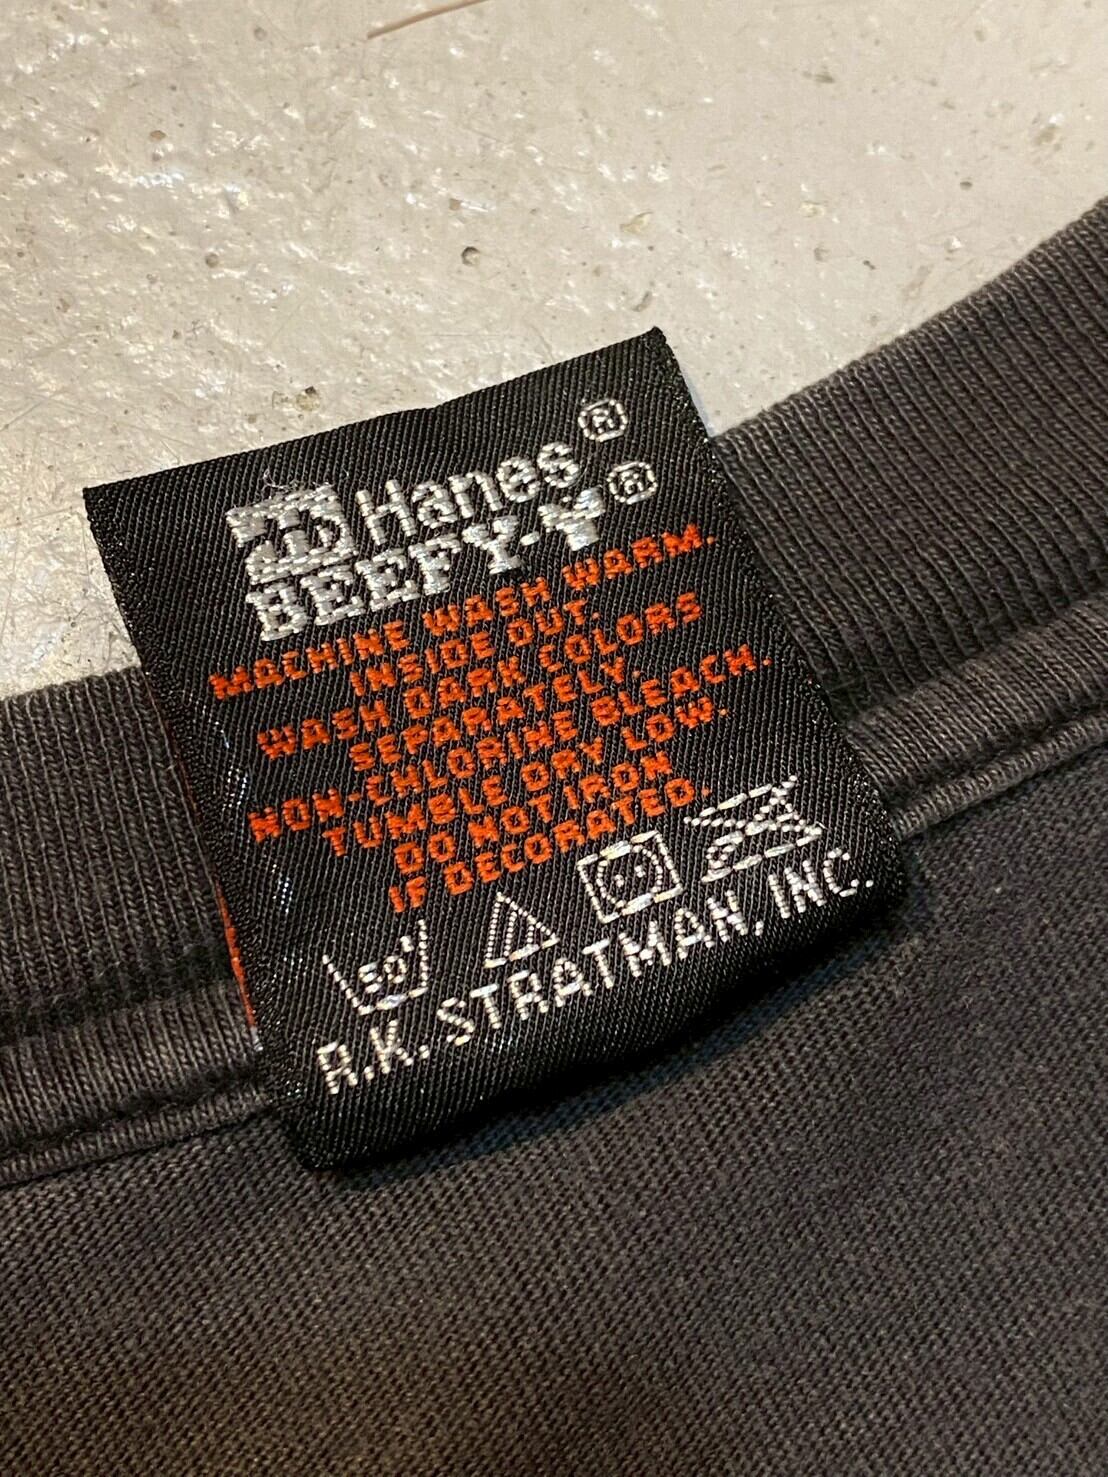 Hanes®
BEEFY-T®
MACHINE WASH WARM.
INSIDE OUT.
WASH DARK COLORS
SEPARATELY.
NON-CHLORINE BLEACH.
TUMBLE DRY LOW.
DO NOT IRON
IF DECORATED.
50
R.K. STRATMAN, INC.